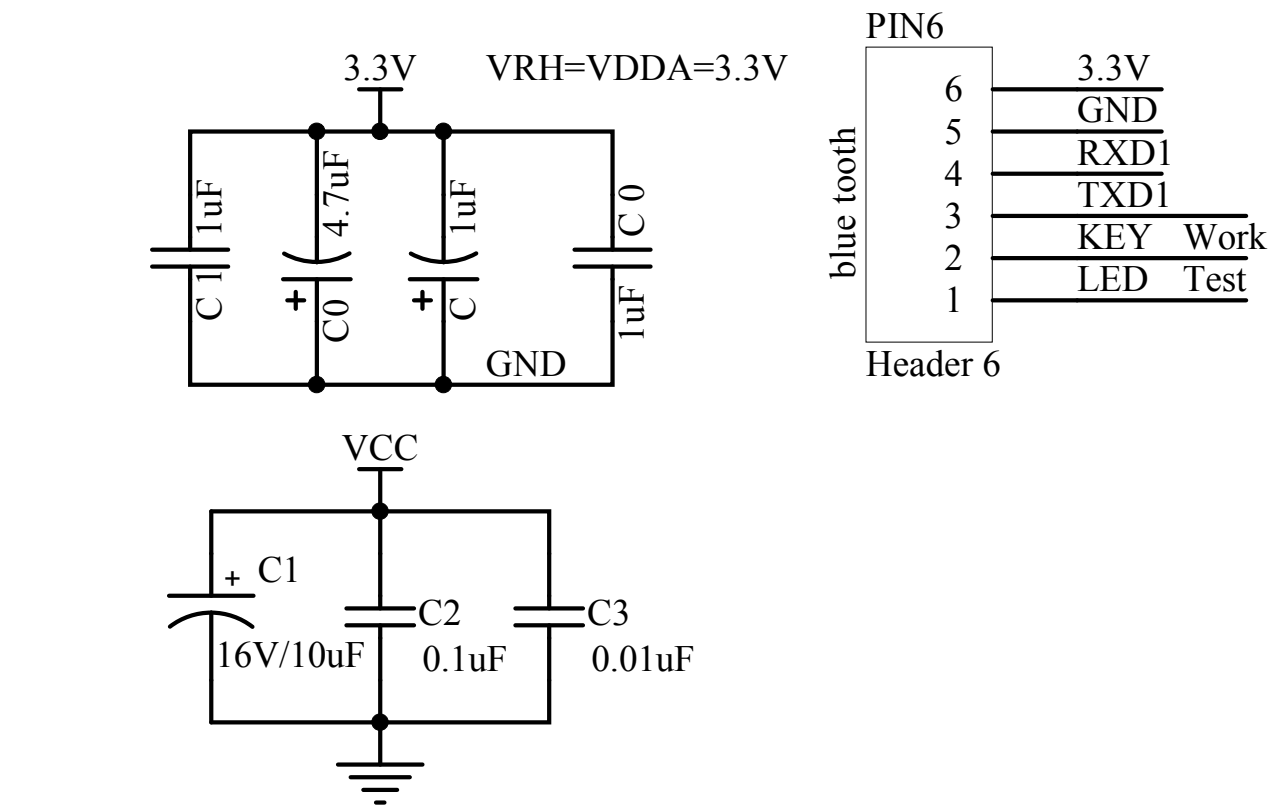 3.3V
VRH=VDDA=3.3V
1uF
C 1
4.7uF
+
C0
1uF
+
C
C 0
1uF
GND
PIN6
blue tooth
6 3.3V
5 GND
4 RXD1
3 TXD1
2 KEY Work
1 LED Test
Header 6
VCC
+ C1
16V/10uF
C2
0.1uF
C3
0.01uF